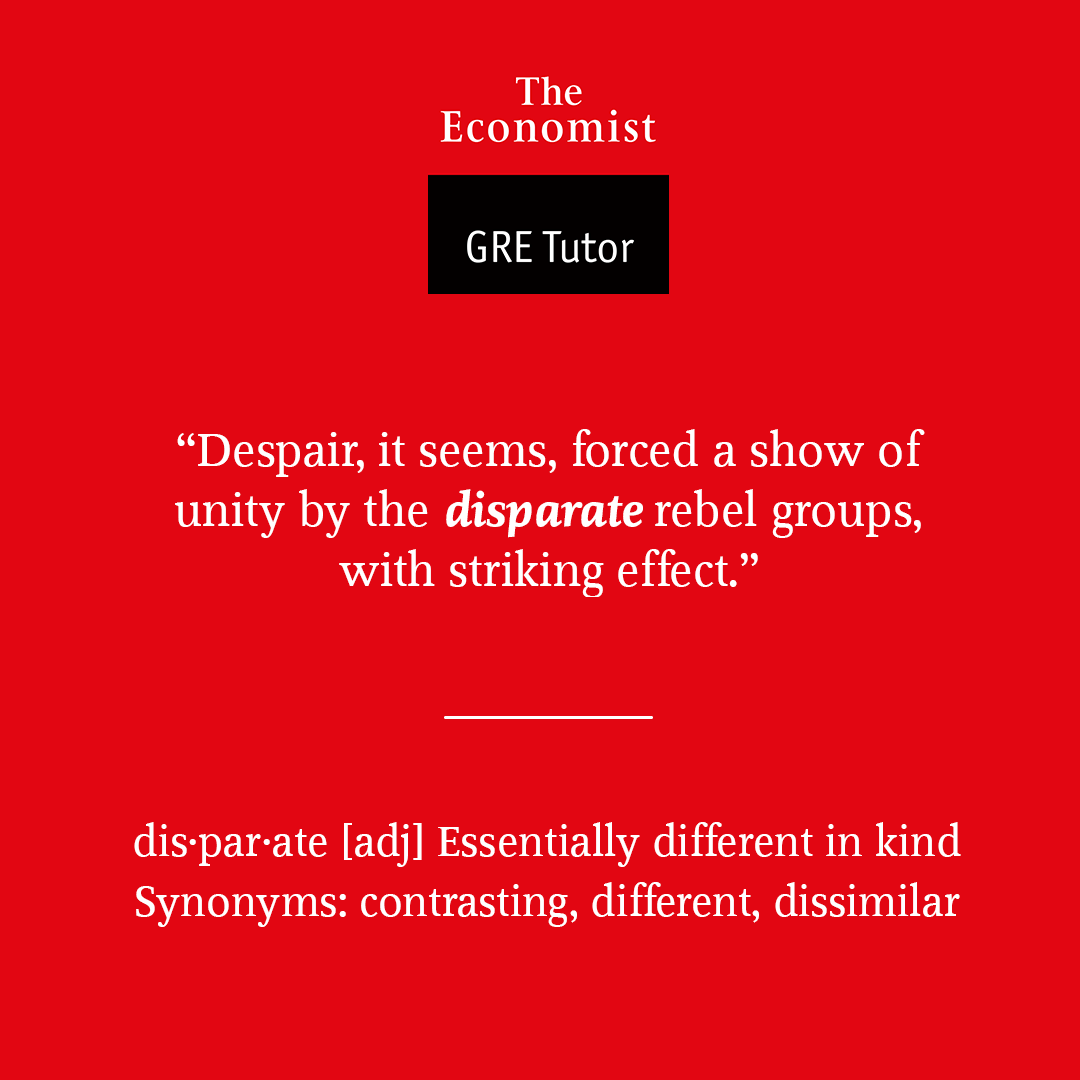 The
Economist
GRE Tutor
“Despair, it seems, forced a show of
unity by the disparate rebel groups,
with striking effect.”
dis·par·ate [adj] Essentially different in kind
Synonyms: contrasting, different, dissimilar